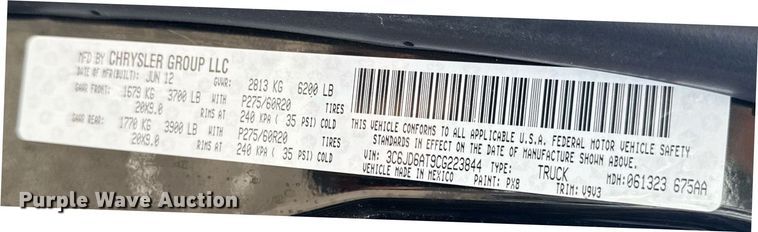 MFD BY CHRYSLER GROUP LLC
DATE OF MFR(BUILT): JUN 12 GVWR: 2813 KG 6200 LB
GAWR FRONT: 1679 KG 3700 LB WITH P275/60R20 TIRES
20X9.0 RIMS AT 240 KPA ( 35 PSI) COLD
GAWR REAR: 1770 KG 3900 LB WITH P275/60R20 TIRES
20X9.0 RIMS AT 240 KPA ( 35 PSI) COLD
THIS VEHICLE CONFORMS TO ALL APPLICABLE U.S.A. FEDERAL MOTOR VEHICLE SAFETY
STANDARDS IN EFFECT ON THE DATE OF MANUFACTURE SHOWN ABOVE.
VIN: 3C6JD6AT9CG223844 TYPE: TRUCK MDH: 061323 675AA
VEHICLE MADE IN MEXICO PAINT: PX8 TRIM: V9V3
Purple Wave Auction